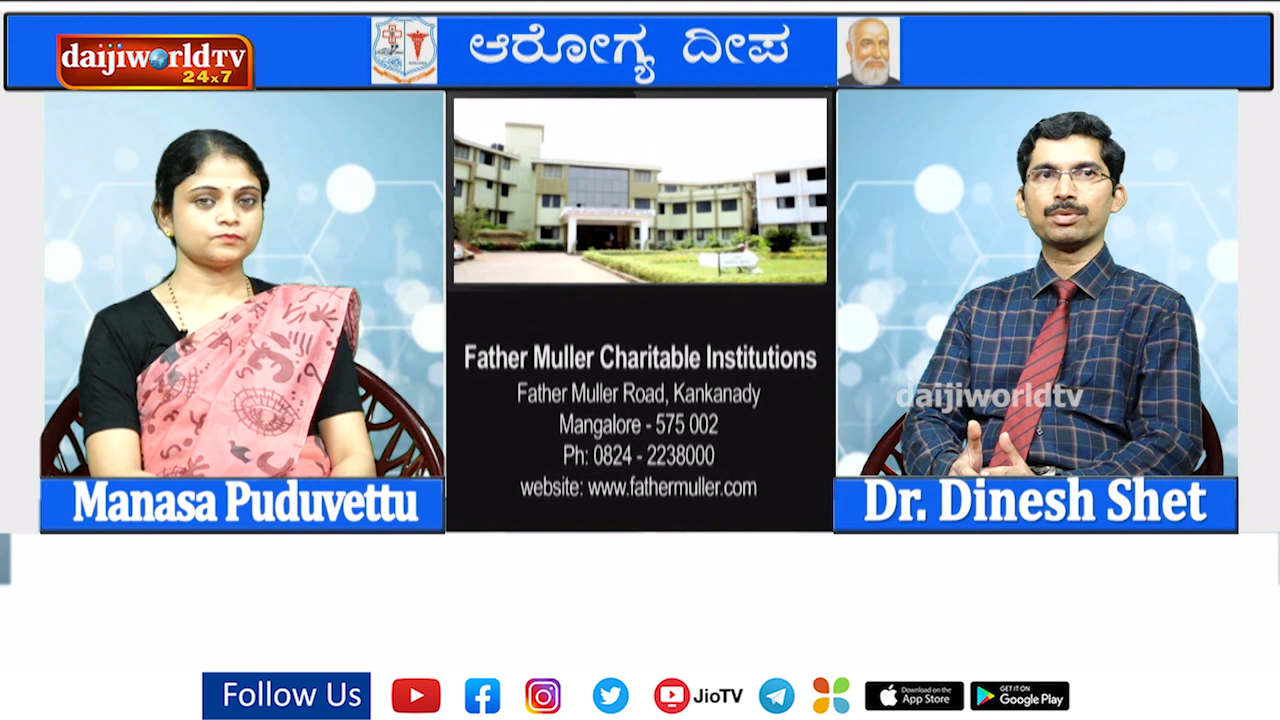 daijiworldTV
24x7
ಆರೋಗ್ಯ ದೀಪ
Father Muller Charitable Institutions
Father Muller Road, Kankanady
Mangalore - 575 002
Ph: 0824 - 2238000
website: www.fathermuller.com
daijiworldtv
Manasa Puduvettu
Dr. Dinesh Shet
Follow Us
JioTV
Download on the
App Store
GET IT ON
Google Play